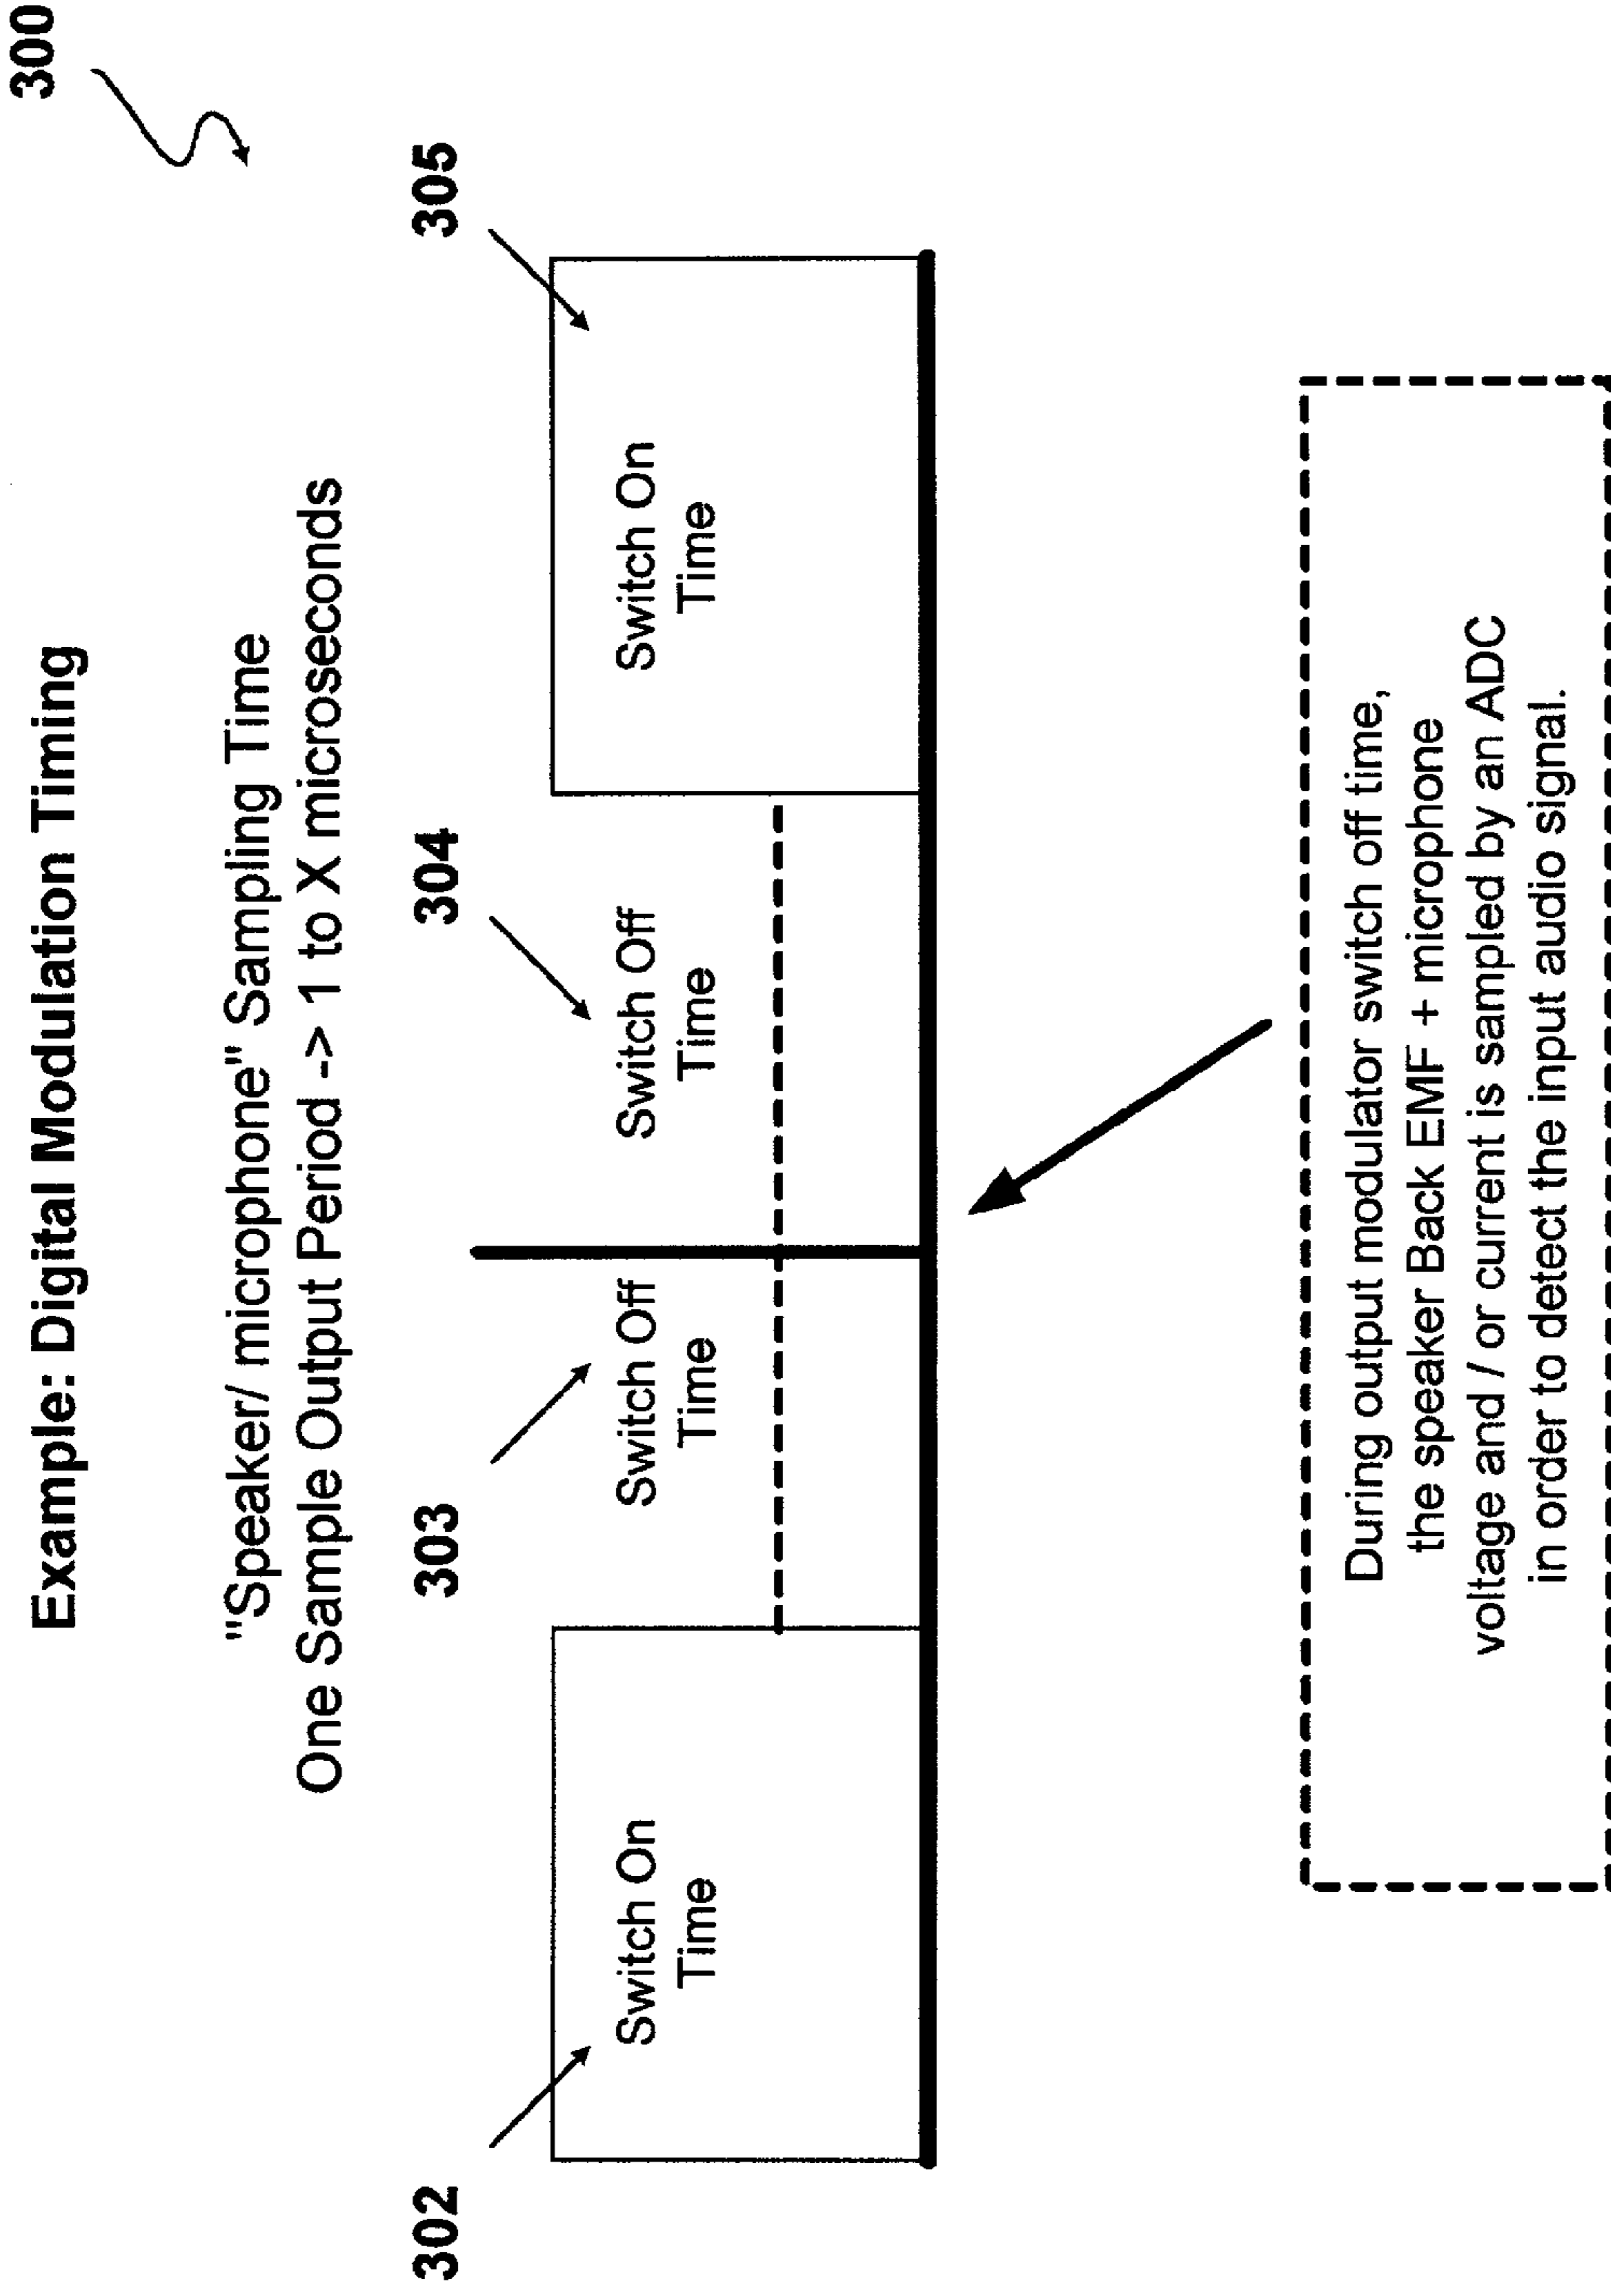 300
Example: Digital Modulation Timing
"Speaker/ microphone" Sampling Time
One Sample Output Period -> 1 to X microseconds
302
303
304
305
Switch On
Time
Switch Off
Time
Switch Off
Time
Switch On
Time
During output modulator switch off time,
the speaker Back EMF + microphone
voltage and / or current is sampled by an ADC
in order to detect the input audio signal.